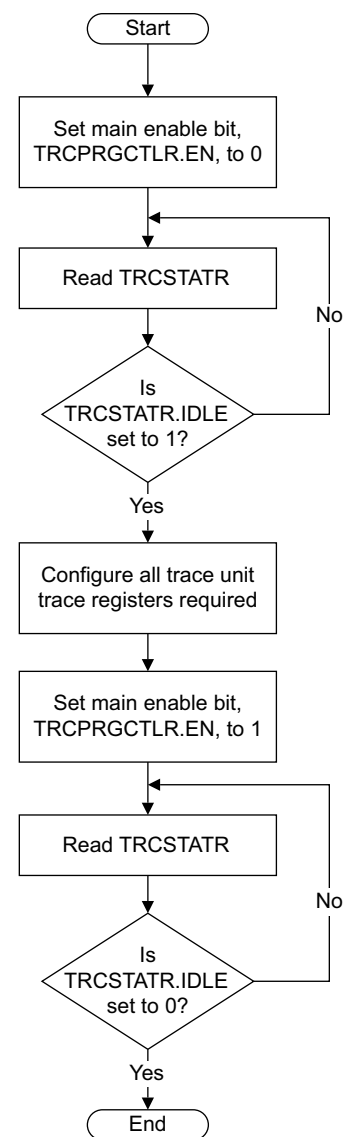 Start
Set main enable bit,
TRCPRGCTLR.EN, to 0
Read TRCSTATR
No
Is
TRCSTATR.IDLE
set to 1?
Yes
Configure all trace unit
trace registers required
Set main enable bit,
TRCPRGCTLR.EN, to 1
Read TRCSTATR
No
Is
TRCSTATR.IDLE
set to 0?
Yes
End